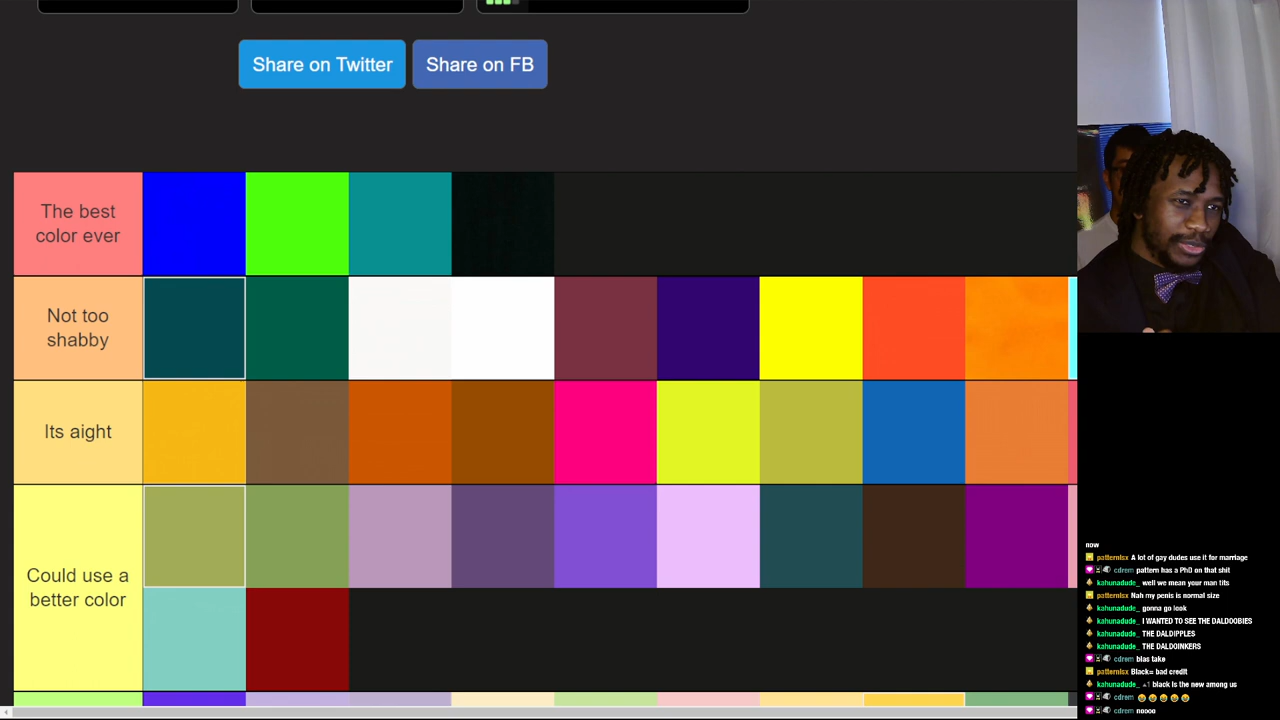 Share on Twitter
Share on FB
The best
color ever
Not too
shabby
Its aight
Could use a
better color
now
patternlsx A lot of gay dudes use it for marriage
cdrem pattern has a PhD on that shit
kahunadude_ well we mean your man tits
patternlsx Nah my penis is normal size
kahunadude_ gonna go look
kahunadude_ I WANTED TO SEE THE DALDOOBIES
kahunadude_ THE DALDIPPLES
kahunadude_ THE DALDOINKERS
cdrem bias take
patternlsx Black= bad credit
kahunadude_ black is the new among us
cdrem
cdrem noooo